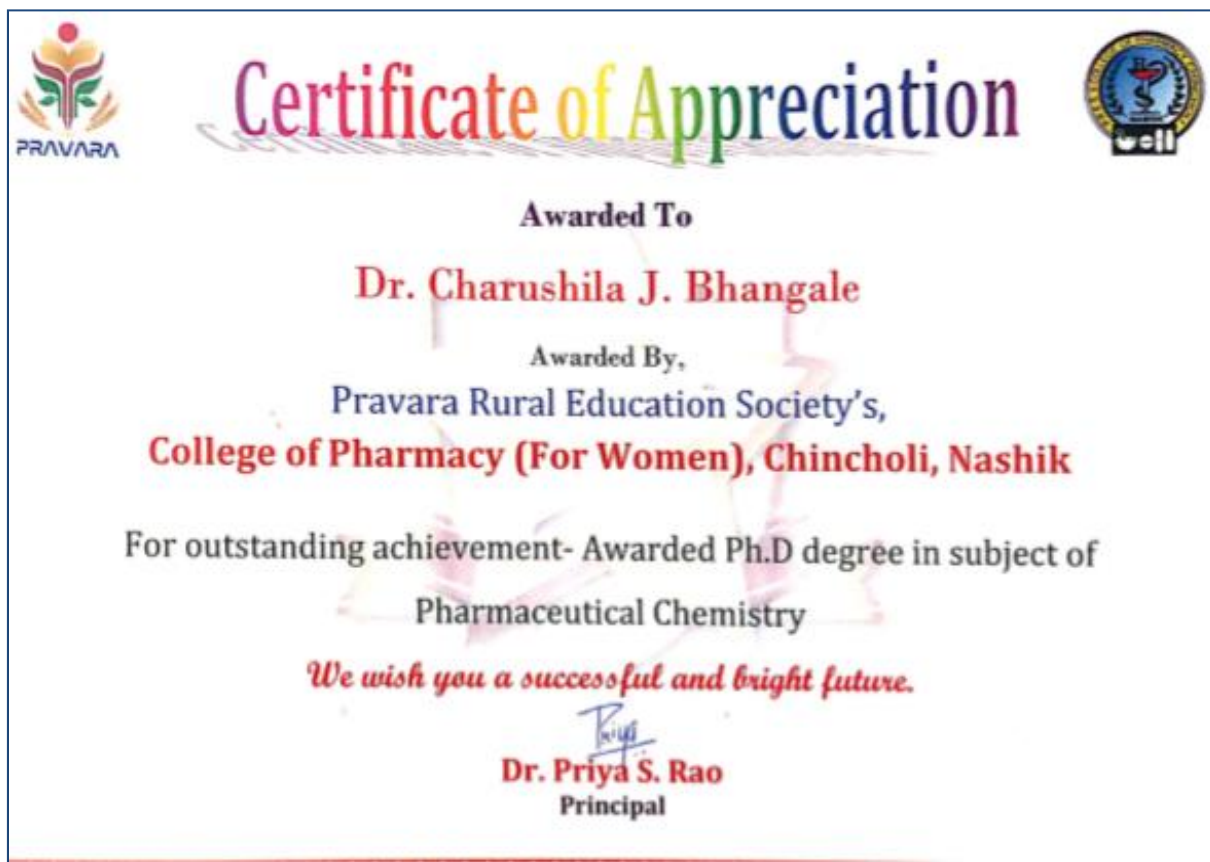 PRAVARA
Certificate of Appreciation
Awarded To
Dr. Charushila J. Bhangale
Awarded By,
Pravara Rural Education Society's,
College of Pharmacy (For Women), Chincholi, Nashik
For outstanding achievement- Awarded Ph.D degree in subject of
Pharmaceutical Chemistry
We wish you a successful and bright future.
Priya
Dr. Priya S. Rao
Principal